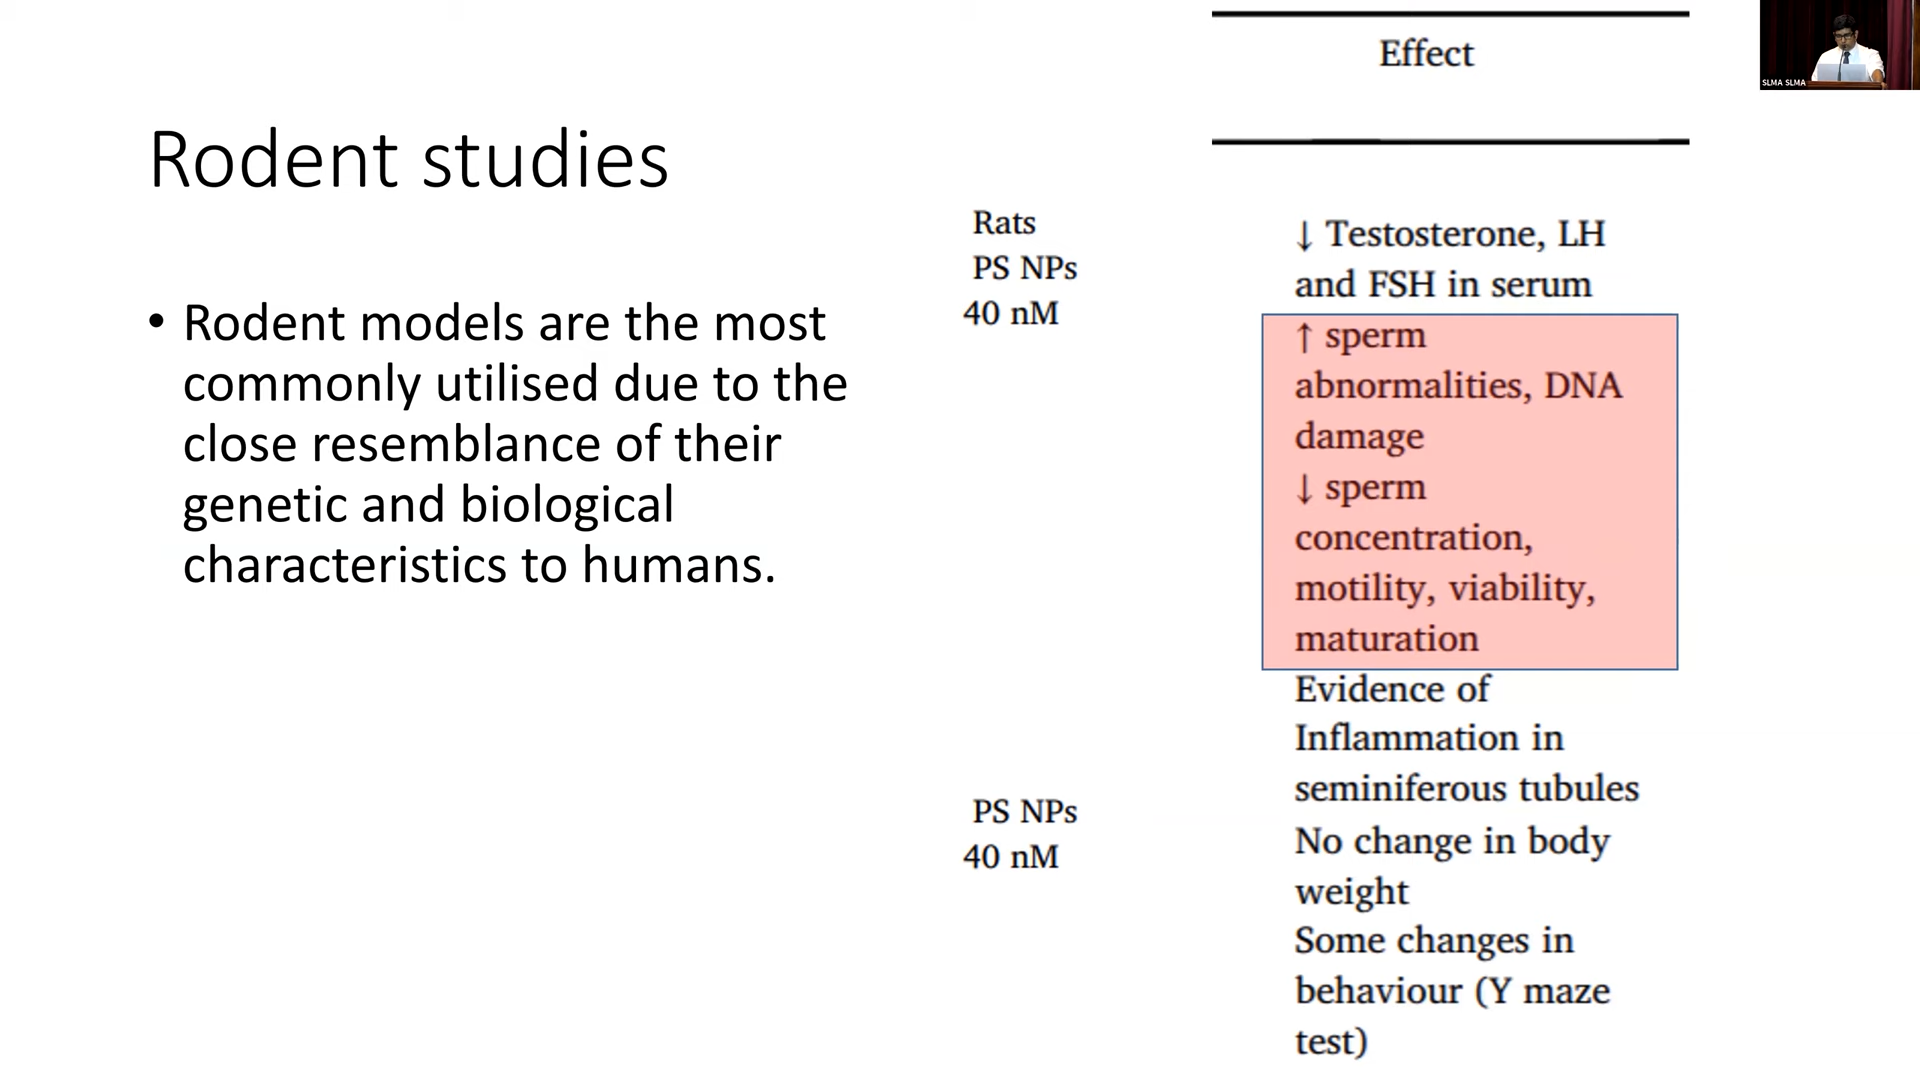 Effect
SLMA SLMA
Rodent studies
• Rodent models are the most
commonly utilised due to the
close resemblance of their
genetic and biological
characteristics to humans.
Rats
PS NPs
40 nM
↓ Testosterone, LH
and FSH in serum
↑ sperm
abnormalities, DNA
damage
↓ sperm
concentration,
motility, viability,
maturation
Evidence of
Inflammation in
seminiferous tubules
PS NPs
40 nM
No change in body
weight
Some changes in
behaviour (Y maze
test)